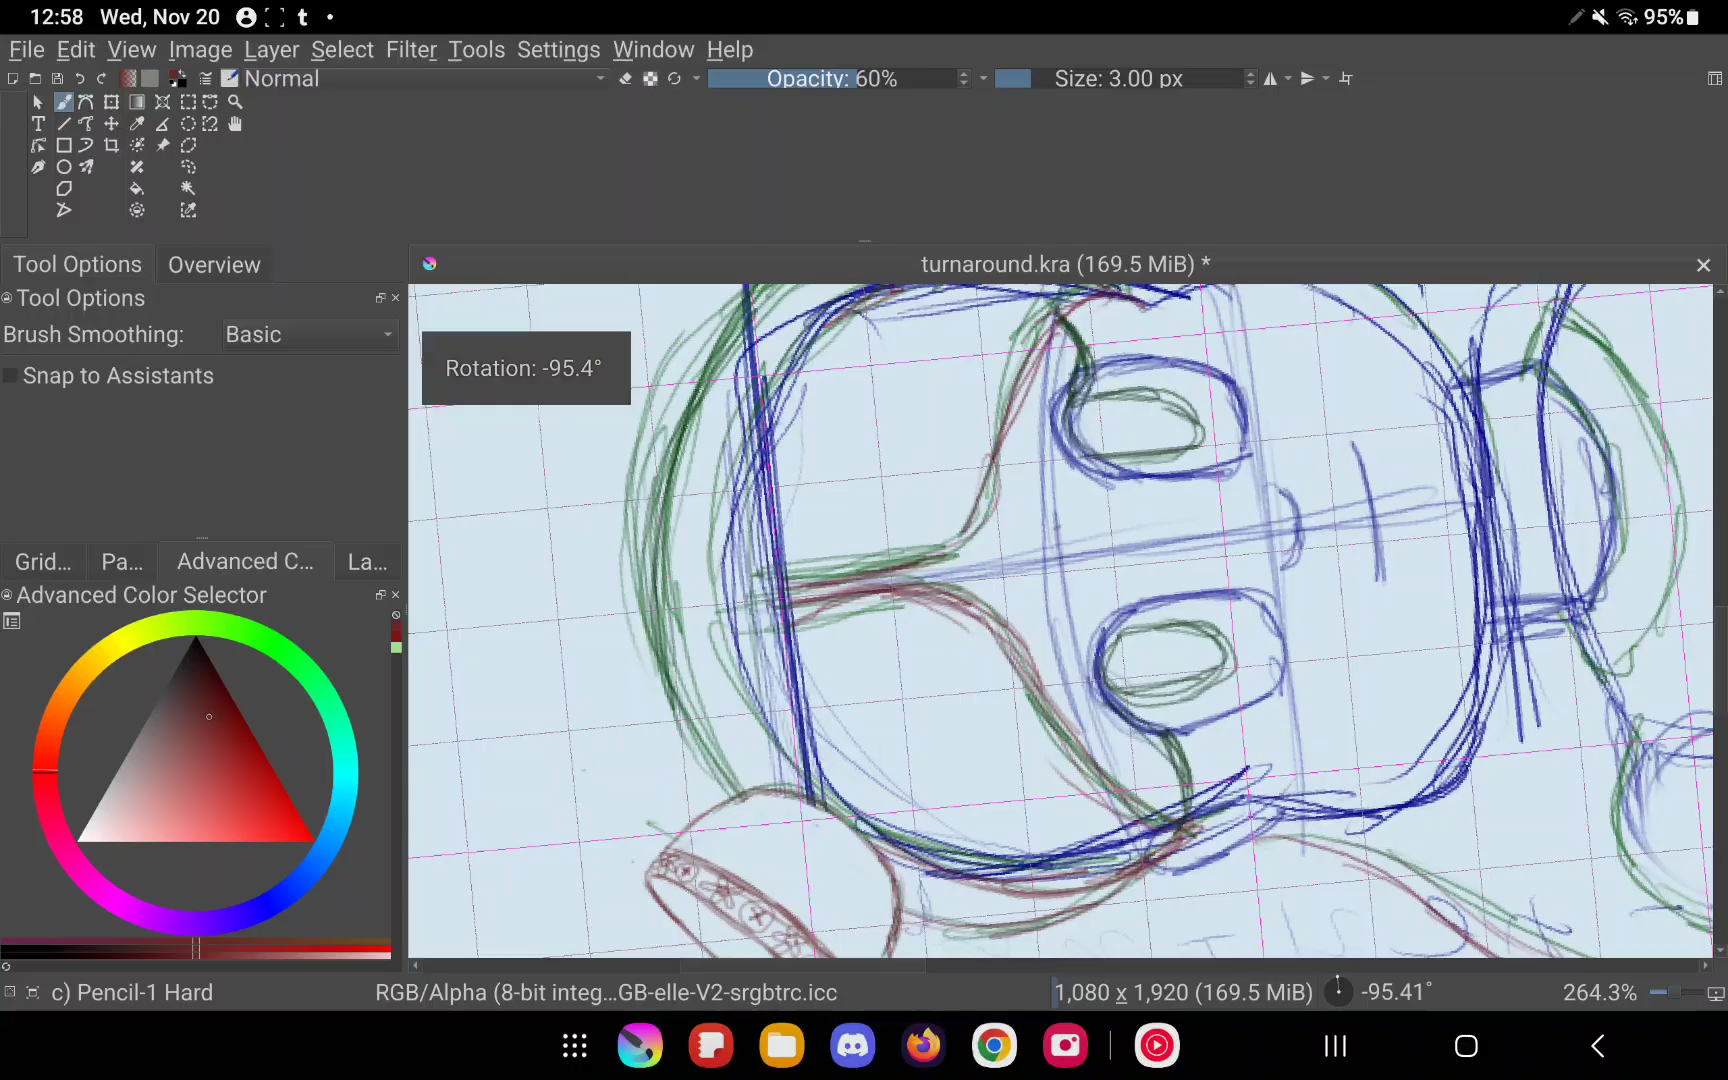 12:58 Wed, Nov 20 t • 95%
File Edit View Image Layer Select Filter Tools Settings Window Help
Normal Opacity: 60% Size: 3.00 px
Tool Options Overview turnaround.kra (169.5 MiB) *
Tool Options
Brush Smoothing: Basic
Rotation: -95.4°
Snap to Assistants
Grid... Pa... Advanced C... La...
Advanced Color Selector
c) Pencil-1 Hard RGB/Alpha (8-bit integ...GB-elle-V2-srgbtrc.icc 1,080 x 1,920 (169.5 MiB) -95.41° 264.3%